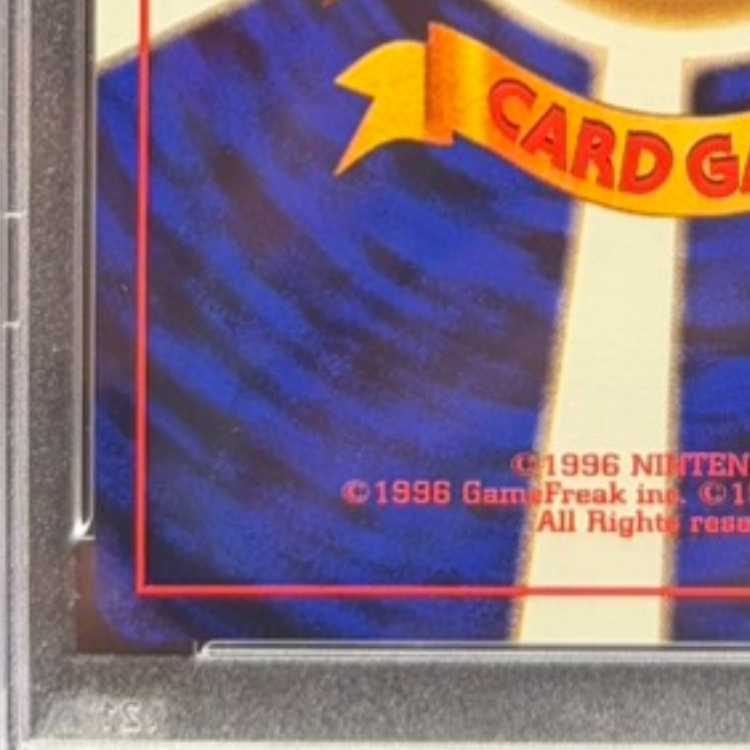 CARD GA
©1996 NINTEN
©1996 GameFreak inc. ©1
All Rights rese